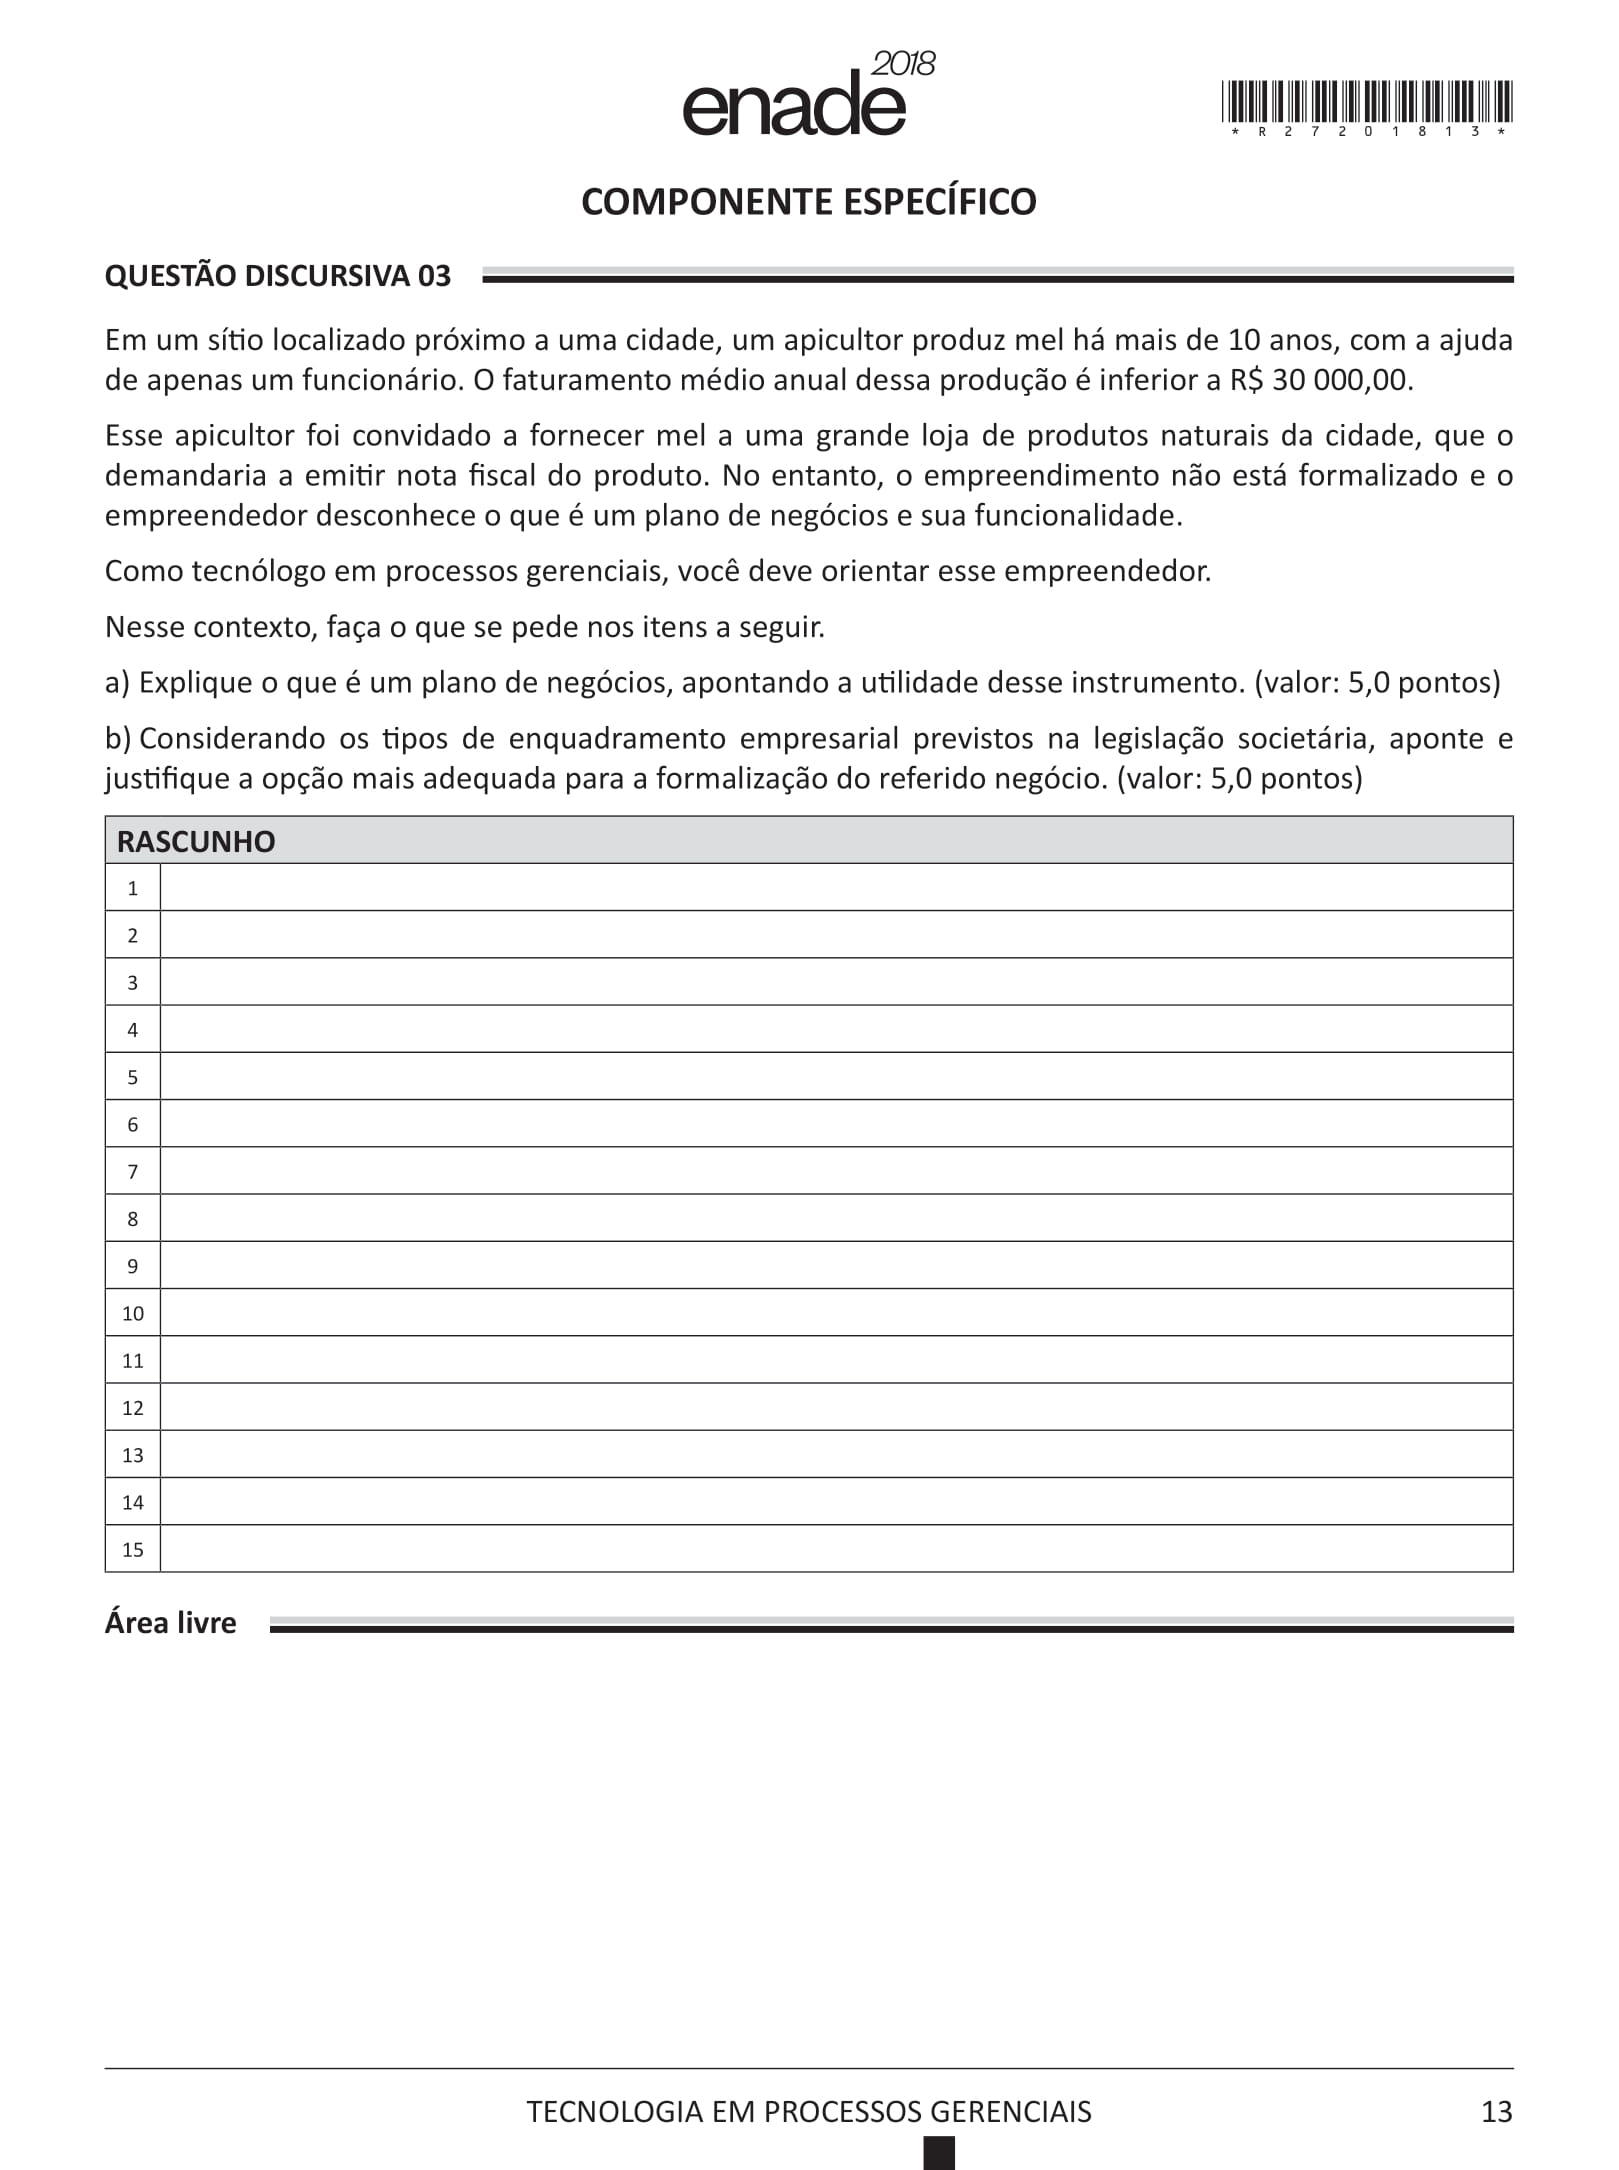 enade 2018
* R 2 7 2 0 1 8 1 3 *
COMPONENTE ESPECÍFICO
QUESTÃO DISCURSIVA 03
Em um sítio localizado próximo a uma cidade, um apicultor produz mel há mais de 10 anos, com a ajuda
de apenas um funcionário. O faturamento médio anual dessa produção é inferior a R$ 30 000,00.
Esse apicultor foi convidado a fornecer mel a uma grande loja de produtos naturais da cidade, que o
demandaria a emitir nota fiscal do produto. No entanto, o empreendimento não está formalizado e o
empreendedor desconhece o que é um plano de negócios e sua funcionalidade.
Como tecnólogo em processos gerenciais, você deve orientar esse empreendedor.
Nesse contexto, faça o que se pede nos itens a seguir.
a) Explique o que é um plano de negócios, apontando a utilidade desse instrumento. (valor: 5,0 pontos)
b) Considerando os tipos de enquadramento empresarial previstos na legislação societária, aponte e
justifique a opção mais adequada para a formalização do referido negócio. (valor: 5,0 pontos)
RASCUNHO
1
2
3
4
5
6
7
8
9
10
11
12
13
14
15
Área livre
TECNOLOGIA EM PROCESSOS GERENCIAIS 13